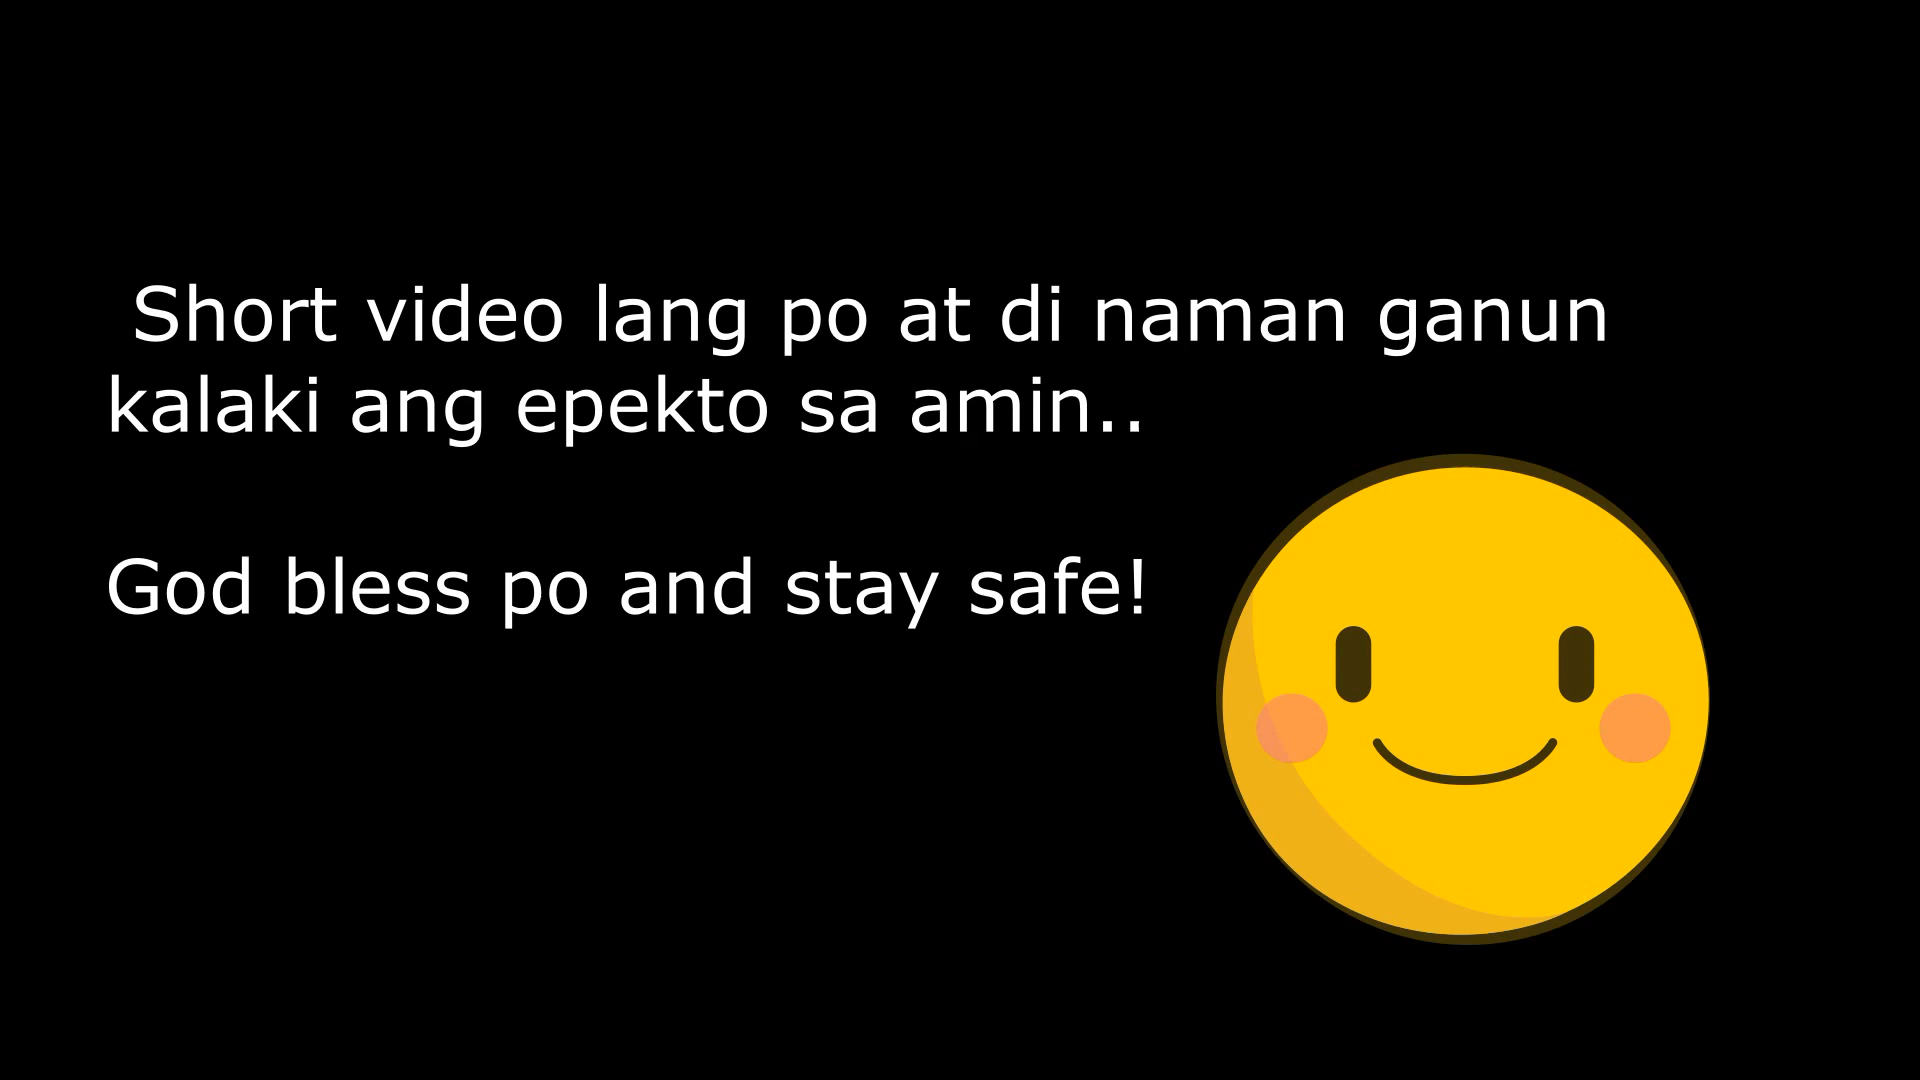 Short video lang po at di naman ganun
kalaki ang epekto sa amin..
God bless po and stay safe!